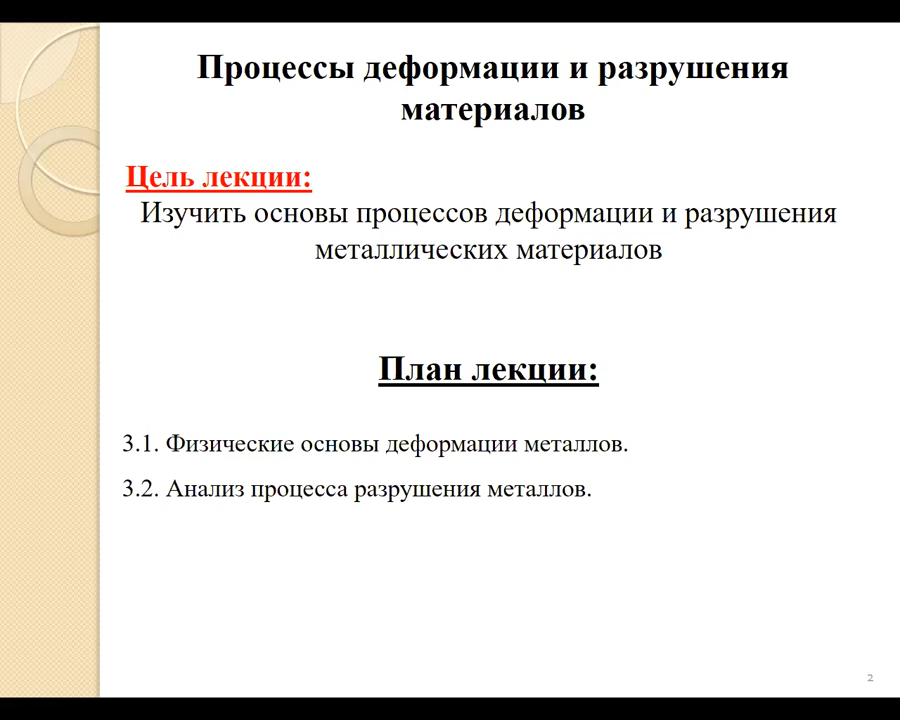 Процессы деформации и разрушения
материалов
Цель лекции:
Изучить основы процессов деформации и разрушения
металлических материалов
План лекции:
3.1. Физические основы деформации металлов.
3.2. Анализ процесса разрушения металлов.
2